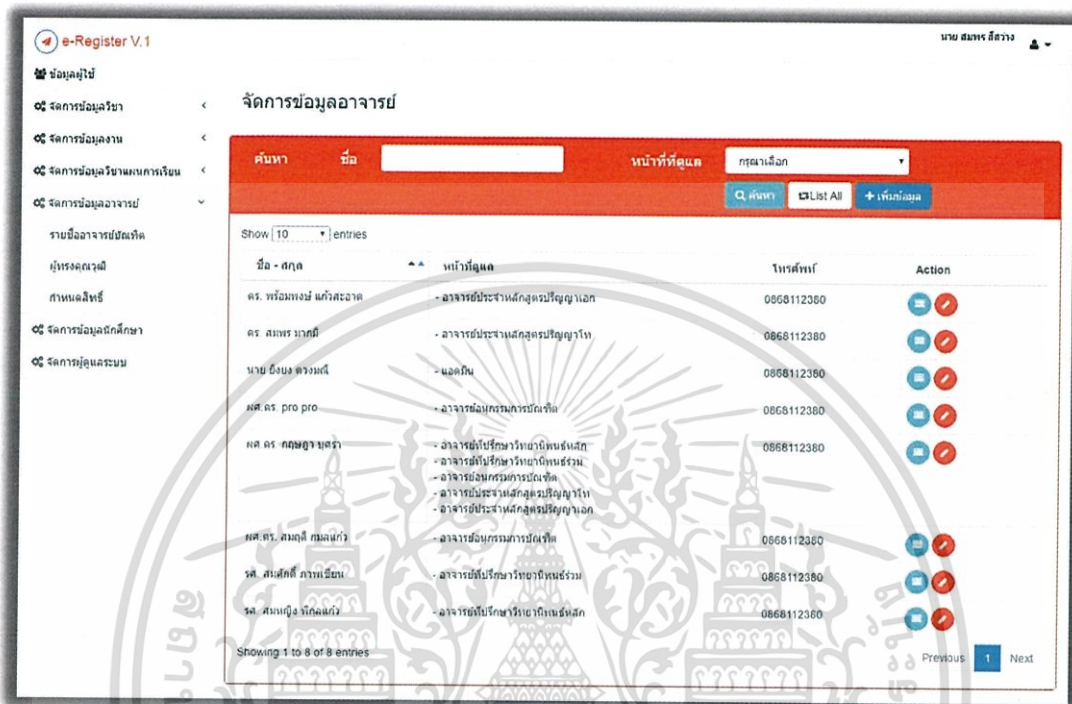 e-Register V.1
นาย สมพร สีสว่าง
ข้อมูลผู้ใช้
จัดการข้อมูลวิชา
จัดการข้อมูลงาน
จัดการข้อมูลวิชาแผนการเรียน
จัดการข้อมูลอาจารย์
รายชื่ออาจารย์บัณฑิต
ผู้ทรงคุณวุฒิ
กำหนดสิทธิ์
จัดการข้อมูลนักศึกษา
จัดการผู้ดูแลระบบ
จัดการข้อมูลอาจารย์
ค้นหา ชื่อ หน้าที่ที่ดูแล กรุณาเลือก
ค้นหา List All + เพิ่มข้อมูล
Show 10 entries
ชื่อ - สกุล หน้าที่ดูแล โทรศัพท์ Action
ดร. พร้อมพงษ์ แก้วสะอาด - อาจารย์ประจำหลักสูตรปริญญาเอก 0868112380
ดร. สมพร มากมี - อาจารย์ประจำหลักสูตรปริญญาโท 0868112380
นาย ยิ่งยง ดวงมณี - แอดมิน 0868112380
ผศ.ดร. pro pro - อาจารย์อนุกรรมการบัณฑิต 0868112380
ผศ.ดร. กฤษฎา บุศรา - อาจารย์ที่ปรึกษาวิทยานิพนธ์หลัก 0868112380
- อาจารย์ที่ปรึกษาวิทยานิพนธ์ร่วม
- อาจารย์อนุกรรมการบัณฑิต
- อาจารย์ประจำหลักสูตรปริญญาโท
- อาจารย์ประจำหลักสูตรปริญญาเอก
ผศ.ดร. สมฤดี กมลแก้ว - อาจารย์อนุกรรมการบัณฑิต 0868112380
รศ. สมศักดิ์ ภาพเขียน - อาจารย์ที่ปรึกษาวิทยานิพนธ์ร่วม 0868112380
รศ. สมหญิง พิกุลแก้ว - อาจารย์ที่ปรึกษาวิทยานิพนธ์หลัก 0868112380
Showing 1 to 8 of 8 entries
Previous 1 Next